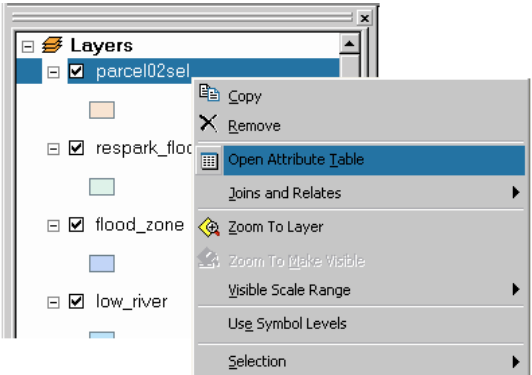 Layers
parcel02sel
Copy
Remove
respark_floo
Open Attribute Table
Joins and Relates
flood_zone
Zoom To Layer
Zoom To Make Visible
Visible Scale Range
low_river
Use Symbol Levels
Selection